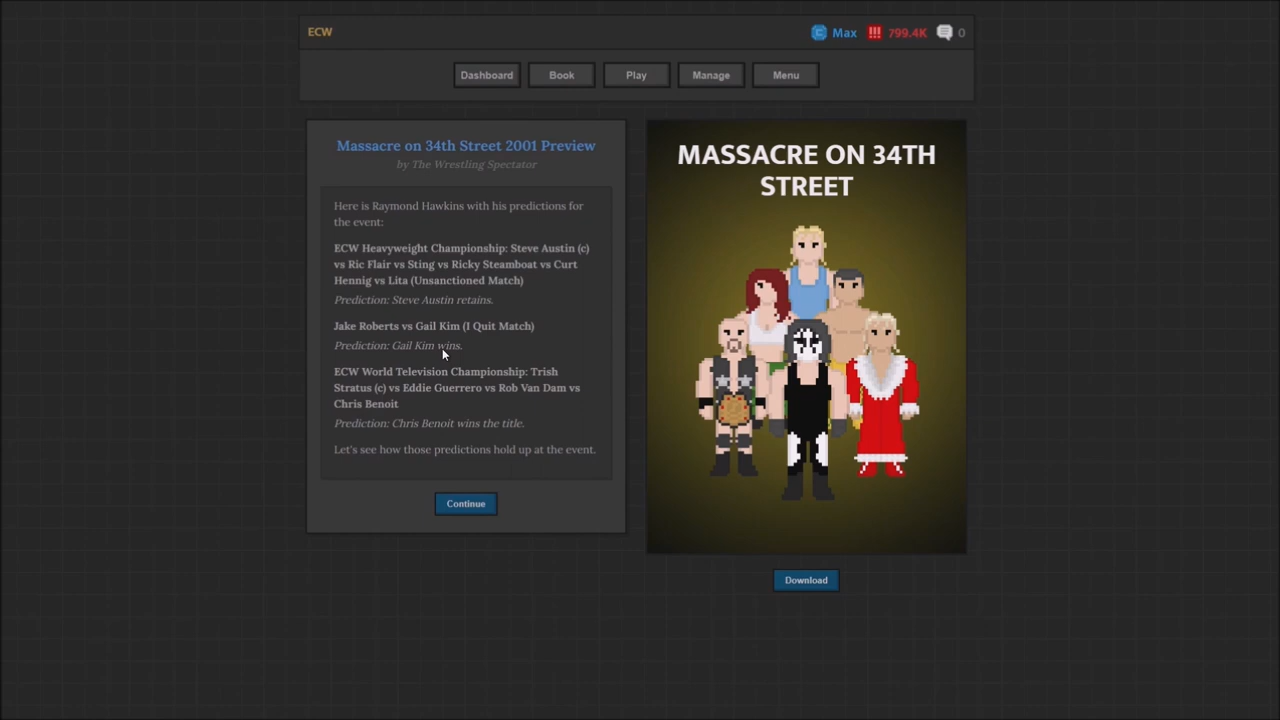 ECW
Max
799.4K
0
Dashboard
Book
Play
Manage
Menu
Massacre on 34th Street 2001 Preview
by The Wrestling Spectator
Here is Raymond Hawkins with his predictions for
the event:
ECW Heavyweight Championship: Steve Austin (c)
vs Ric Flair vs Sting vs Ricky Steamboat vs Curt
Hennig vs Lita (Unsanctioned Match)
Prediction: Steve Austin retains.
Jake Roberts vs Gail Kim (I Quit Match)
Prediction: Gail Kim wins.
ECW World Television Championship: Trish
Stratus (c) vs Eddie Guerrero vs Rob Van Dam vs
Chris Benoit
Prediction: Chris Benoit wins the title.
Let's see how those predictions hold up at the event.
Continue
MASSACRE ON 34TH
STREET
Download